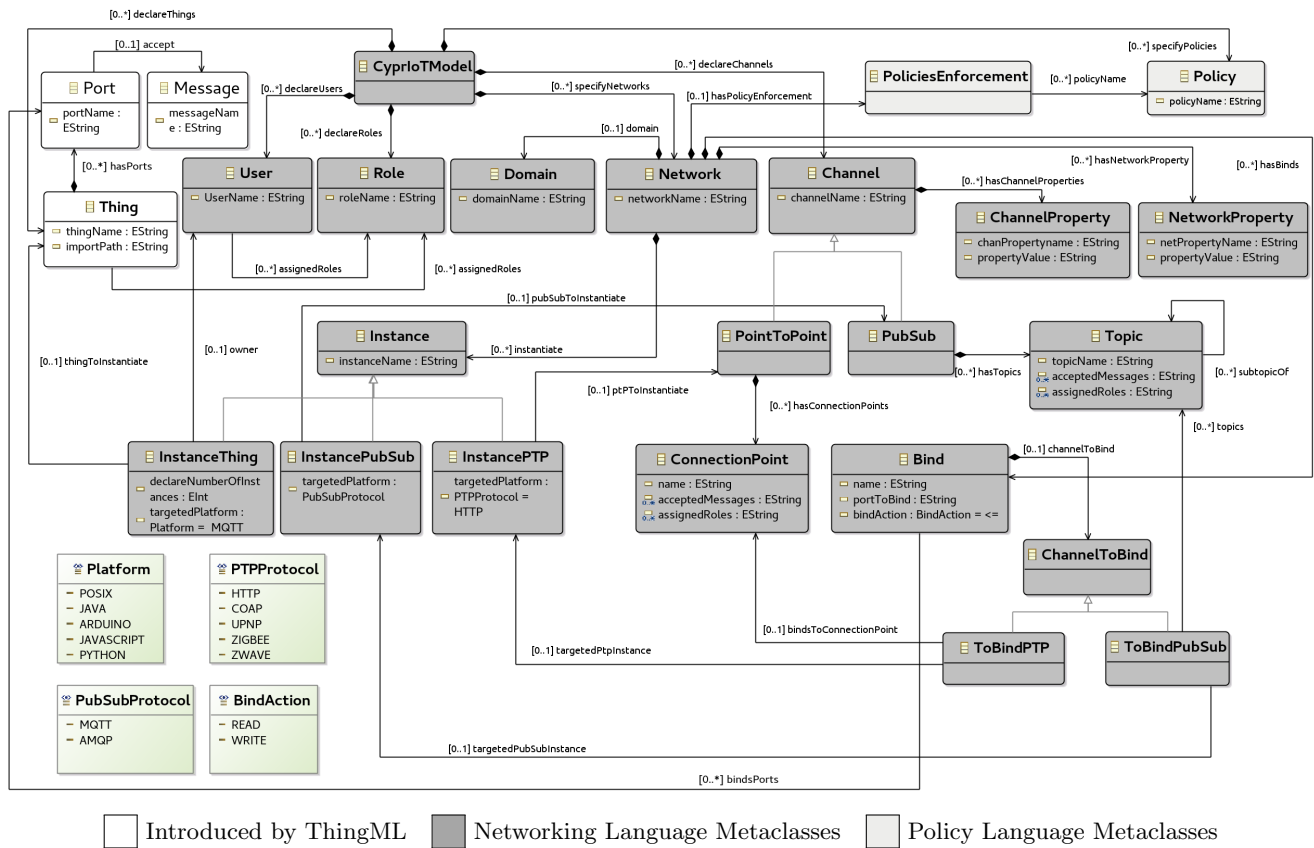 [0..*] declareThings
[0..1] accept
[0..*] specifyPolicies
CyprIoTModel
[0..*] declareChannels
PoliciesEnforcement
[0..*] policyName
Policy
policyName : EString
Port
portName :
EString
Message
messageNam
e : EString
[0..*] declareUsers
[0..*] specifyNetworks
[0..1] hasPolicyEnforcement
[0..*] declareRoles
[0..1] domain
[0..*] hasPorts
[0..*] hasNetworkProperty
[0..*] hasBinds
User
UserName : EString
Role
roleName : EString
Domain
domainName : EString
Network
networkName : EString
Channel
channelName : EString
[0..*] hasChannelProperties
Thing
thingName : EString
importPath : EString
ChannelProperty
chanPropertyname : EString
propertyValue : EString
NetworkProperty
netPropertyName : EString
propertyValue : EString
[0..*] assignedRoles
[0..*] assignedRoles
[0..1] pubSubToInstantiate
Instance
instanceName : EString
[0..*] instantiate
PointToPoint
PubSub
[0..*] hasTopics
Topic
topicName : EString
acceptedMessages : EString
assignedRoles : EString
[0..*] subtopicOf
[0..1] thingToInstantiate
[0..1] owner
[0..1] ptPToInstantiate
[0..*] hasConnectionPoints
[0..*] topics
InstanceThing
declareNumberOfInst
ances : EInt
targetedPlatform :
Platform = MQTT
InstancePubSub
targetedPlatform :
PubSubProtocol
InstancePTP
targetedPlatform :
PTPProtocol =
HTTP
ConnectionPoint
name : EString
acceptedMessages : EString
assignedRoles : EString
Bind
name : EString
portToBind : EString
bindAction : BindAction = <=
[0..1] channelToBind
ChannelToBind
Platform
POSIX
JAVA
ARDUINO
JAVASCRIPT
PYTHON
PTPProtocol
HTTP
COAP
UPNP
ZIGBEE
ZWAVE
[0..1] bindsToConnectionPoint
[0..1] targetedPtpInstance
ToBindPTP
ToBindPubSub
PubSubProtocol
MQTT
AMQP
BindAction
READ
WRITE
[0..1] targetedPubSubInstance
[0..*] bindsPorts
Introduced by ThingML
Networking Language Metaclasses
Policy Language Metaclasses